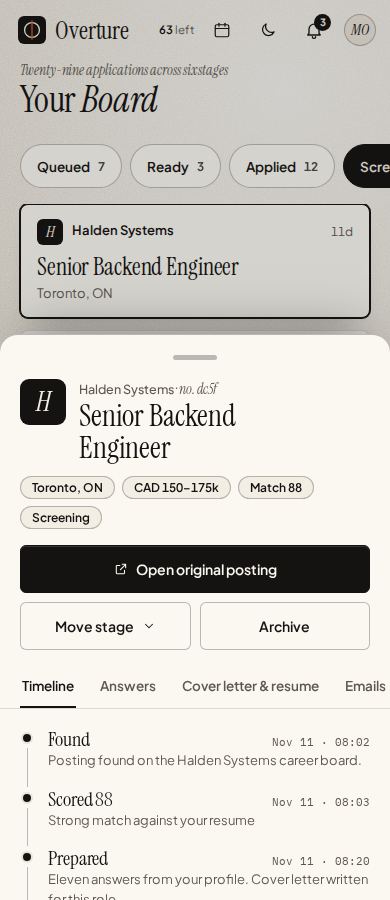 Overture
63 left
3
MO
Twenty-nine applications across six stages
Your Board
Queued 7
Ready 3
Applied 12
Scre
H
Halden Systems
11d
Senior Backend Engineer
Toronto, ON
H
Halden Systems · no. dc5f
Senior Backend
Engineer
Toronto, ON
CAD 150–175k
Match 88
Screening
Open original posting
Move stage
Archive
Timeline
Answers
Cover letter & resume
Emails
Found
Nov 11 · 08:02
Posting found on the Halden Systems career board.
Scored 88
Nov 11 · 08:03
Strong match against your resume
Prepared
Nov 11 · 08:20
Eleven answers from your profile. Cover letter written
for this role